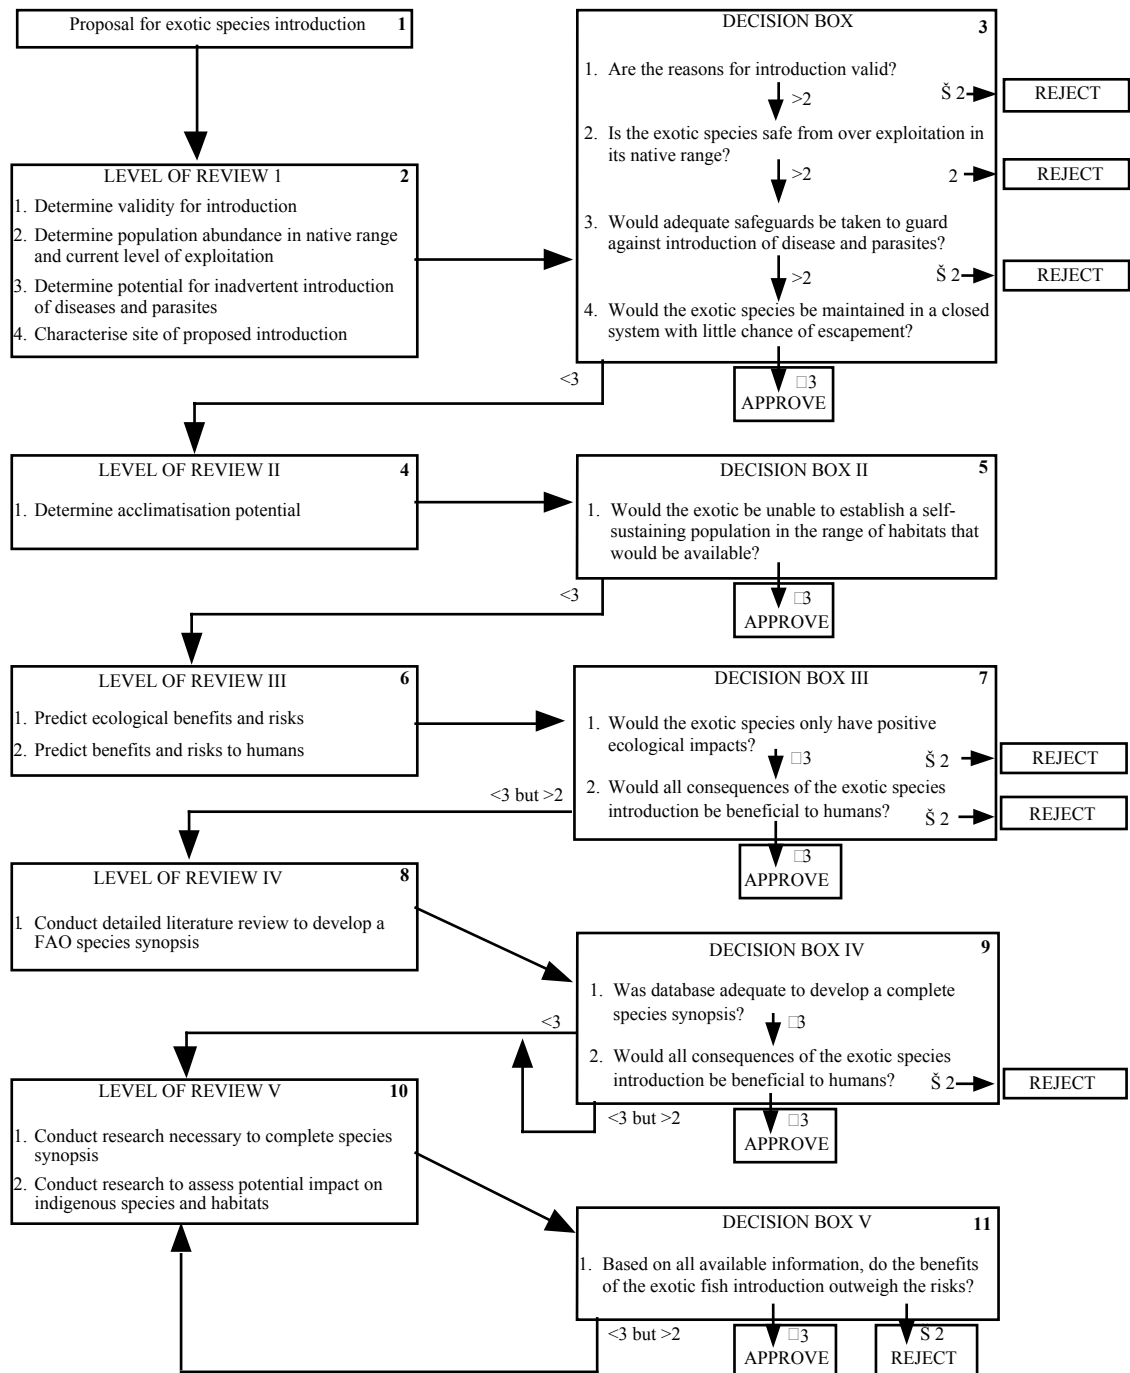 Proposal for exotic species introduction 1
LEVEL OF REVIEW 1 2
1. Determine validity for introduction
2. Determine population abundance in native range
and current level of exploitation
3. Determine potential for inadvertent introduction
of diseases and parasites
4. Characterise site of proposed introduction
DECISION BOX 3
1. Are the reasons for introduction valid?
>2
Š 2
REJECT
2. Is the exotic species safe from over exploitation in
its native range?
>2
2
REJECT
3. Would adequate safeguards be taken to guard
against introduction of disease and parasites?
>2
Š 2
REJECT
4. Would the exotic species be maintained in a closed
system with little chance of escapement?
<3
□3
APPROVE
LEVEL OF REVIEW II 4
1. Determine acclimatisation potential
DECISION BOX II 5
1. Would the exotic be unable to establish a self-
sustaining population in the range of habitats that
would be available?
<3
□3
APPROVE
LEVEL OF REVIEW III 6
1. Predict ecological benefits and risks
2. Predict benefits and risks to humans
DECISION BOX III 7
1. Would the exotic species only have positive
ecological impacts?
□3
Š 2
REJECT
2. Would all consequences of the exotic species
introduction be beneficial to humans?
Š 2
REJECT
<3 but >2
□3
APPROVE
LEVEL OF REVIEW IV 8
1 Conduct detailed literature review to develop a
FAO species synopsis
DECISION BOX IV 9
1. Was database adequate to develop a complete
species synopsis?
□3
<3
2. Would all consequences of the exotic species
introduction be beneficial to humans?
Š 2
REJECT
<3 but >2
□3
APPROVE
LEVEL OF REVIEW V 10
1. Conduct research necessary to complete species
synopsis
2. Conduct research to assess potential impact on
indigenous species and habitats
DECISION BOX V 11
1. Based on all available information, do the benefits
of the exotic fish introduction outweigh the risks?
<3 but >2
□3
APPROVE
Š 2
REJECT